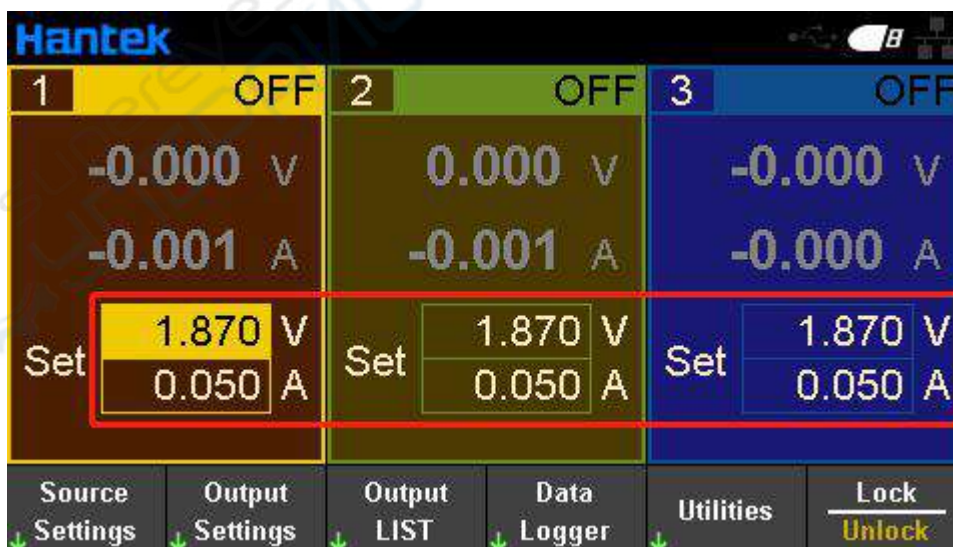 Hantek
1 OFF 2 OFF 3 OFF
-0.000 V 0.000 V -0.000 V
-0.001 A -0.001 A -0.000 A
Set 1.870 V Set 1.870 V Set 1.870 V
0.050 A 0.050 A 0.050 A
Source Settings
Output Settings
Output LIST
Data Logger
Utilities
Lock
Unlock